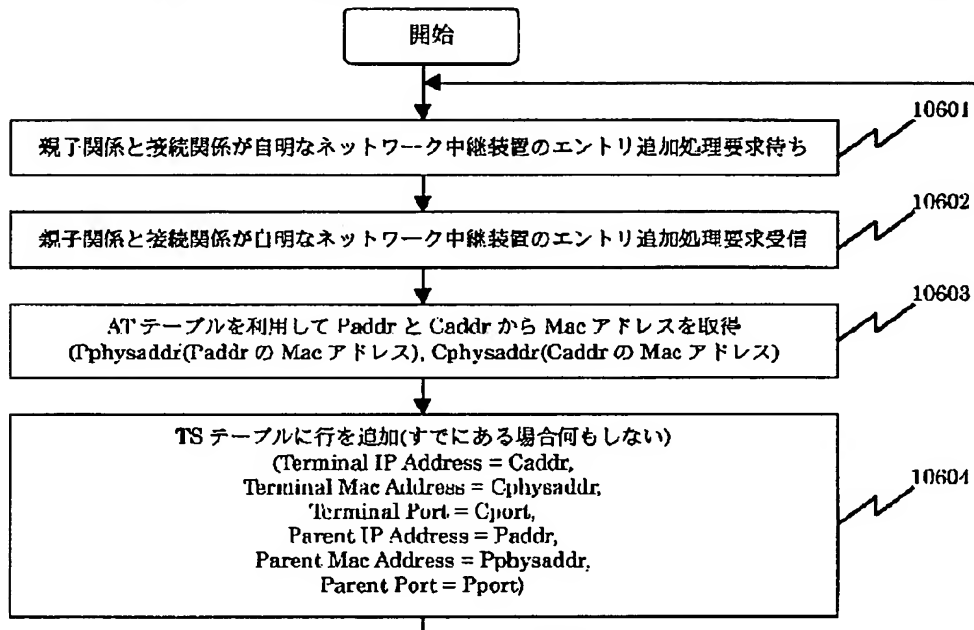 開始
10601
親子関係と接続関係が自明なネットワーク中継装置のエントリ追加処理要求待ち
10602
親子関係と接続関係が自明なネットワーク中継装置のエントリ追加処理要求受信
10603
ATテーブルを利用して Paddr と Caddr から Mac アドレスを取得
(Pphysaddr(Paddr の Mac アドレス), Cphysaddr(Caddr の Mac アドレス)
TS テーブルに行を追加(すでにある場合何もしない)
(Terminal IP Address = Caddr,
10604
Terminal Mac Address = Cphysaddr,
Terminal Port = Cport,
Parent IP Address = Paddr,
Parent Mac Address = Pphysaddr,
Parent Port = Pport)